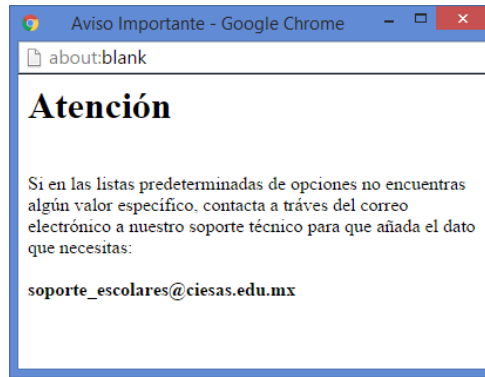 Aviso Importante - Google Chrome
about:blank
Atención
Si en las listas predeterminadas de opciones no encuentras
algún valor específico, contacta a tráves del correo
electrónico a nuestro soporte técnico para que añada el dato
que necesitas:
soporte_escolares@ciesas.edu.mx